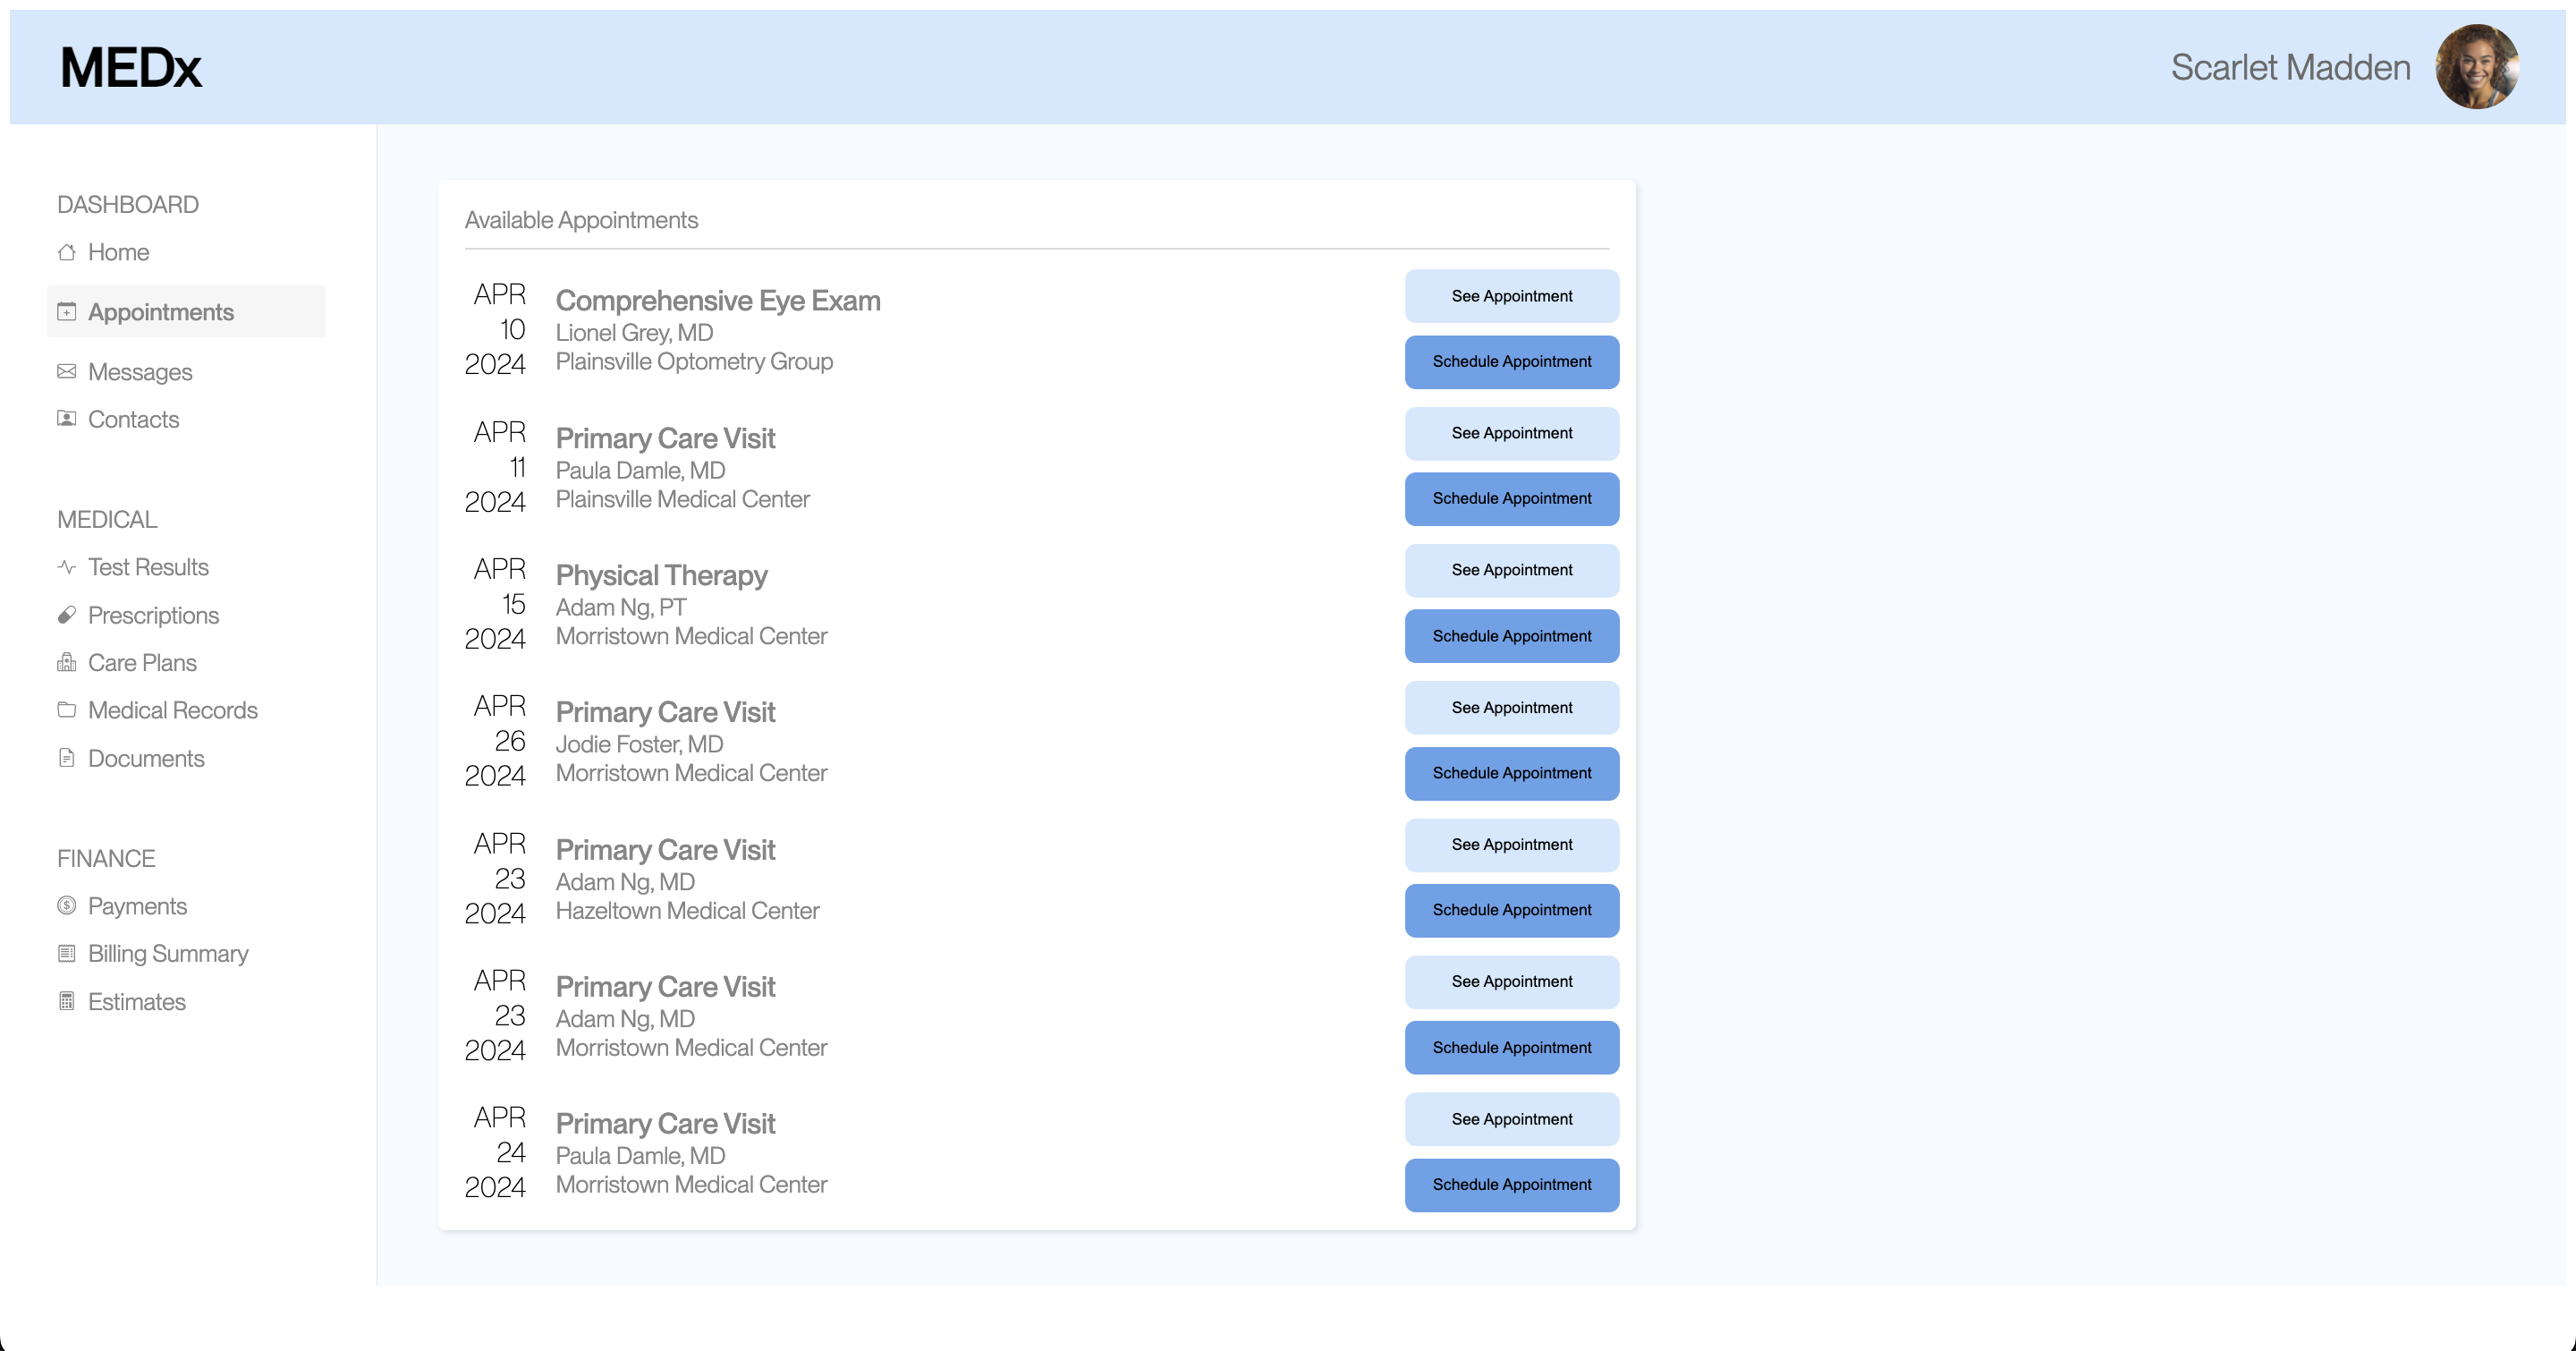 MEDx
Scarlet Madden
DASHBOARD
Home
Appointments
Messages
Contacts
MEDICAL
Test Results
Prescriptions
Care Plans
Medical Records
Documents
FINANCE
Payments
Billing Summary
Estimates
Available Appointments
APR
10
2024
Comprehensive Eye Exam
Lionel Grey, MD
Plainsville Optometry Group
See Appointment
Schedule Appointment
APR
11
2024
Primary Care Visit
Paula Damle, MD
Plainsville Medical Center
See Appointment
Schedule Appointment
APR
15
2024
Physical Therapy
Adam Ng, PT
Morristown Medical Center
See Appointment
Schedule Appointment
APR
26
2024
Primary Care Visit
Jodie Foster, MD
Morristown Medical Center
See Appointment
Schedule Appointment
APR
23
2024
Primary Care Visit
Adam Ng, MD
Hazeltown Medical Center
See Appointment
Schedule Appointment
APR
23
2024
Primary Care Visit
Adam Ng, MD
Morristown Medical Center
See Appointment
Schedule Appointment
APR
24
2024
Primary Care Visit
Paula Damle, MD
Morristown Medical Center
See Appointment
Schedule Appointment